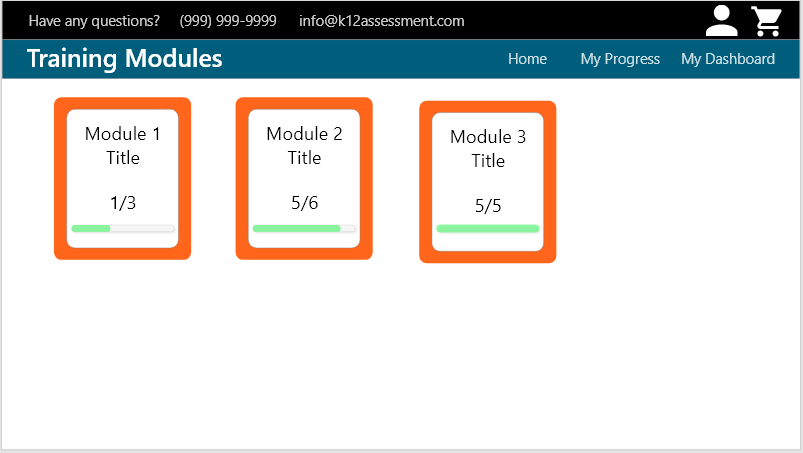 Have any questions? (999) 999-9999 info@k12assessment.com
Training Modules Home My Progress My Dashboard
Module 1
Title
1/3
Module 2
Title
5/6
Module 3
Title
5/5